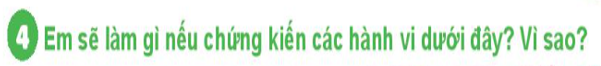 4 Em sẽ làm gì nếu chứng kiến các hành vi dưới đây? Vì sao?